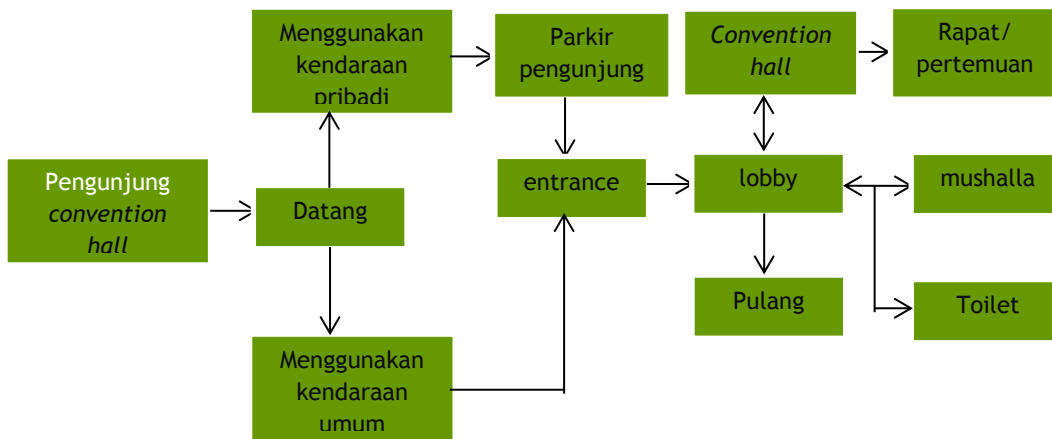 Menggunakan
kendaraan
pribadi
Parkir
pengunjung
Convention
hall
Rapat/
pertemuan
Pengunjung
convention
hall
Datang
entrance
lobby
mushalla
Pulang
Toilet
Menggunakan
kendaraan
umum